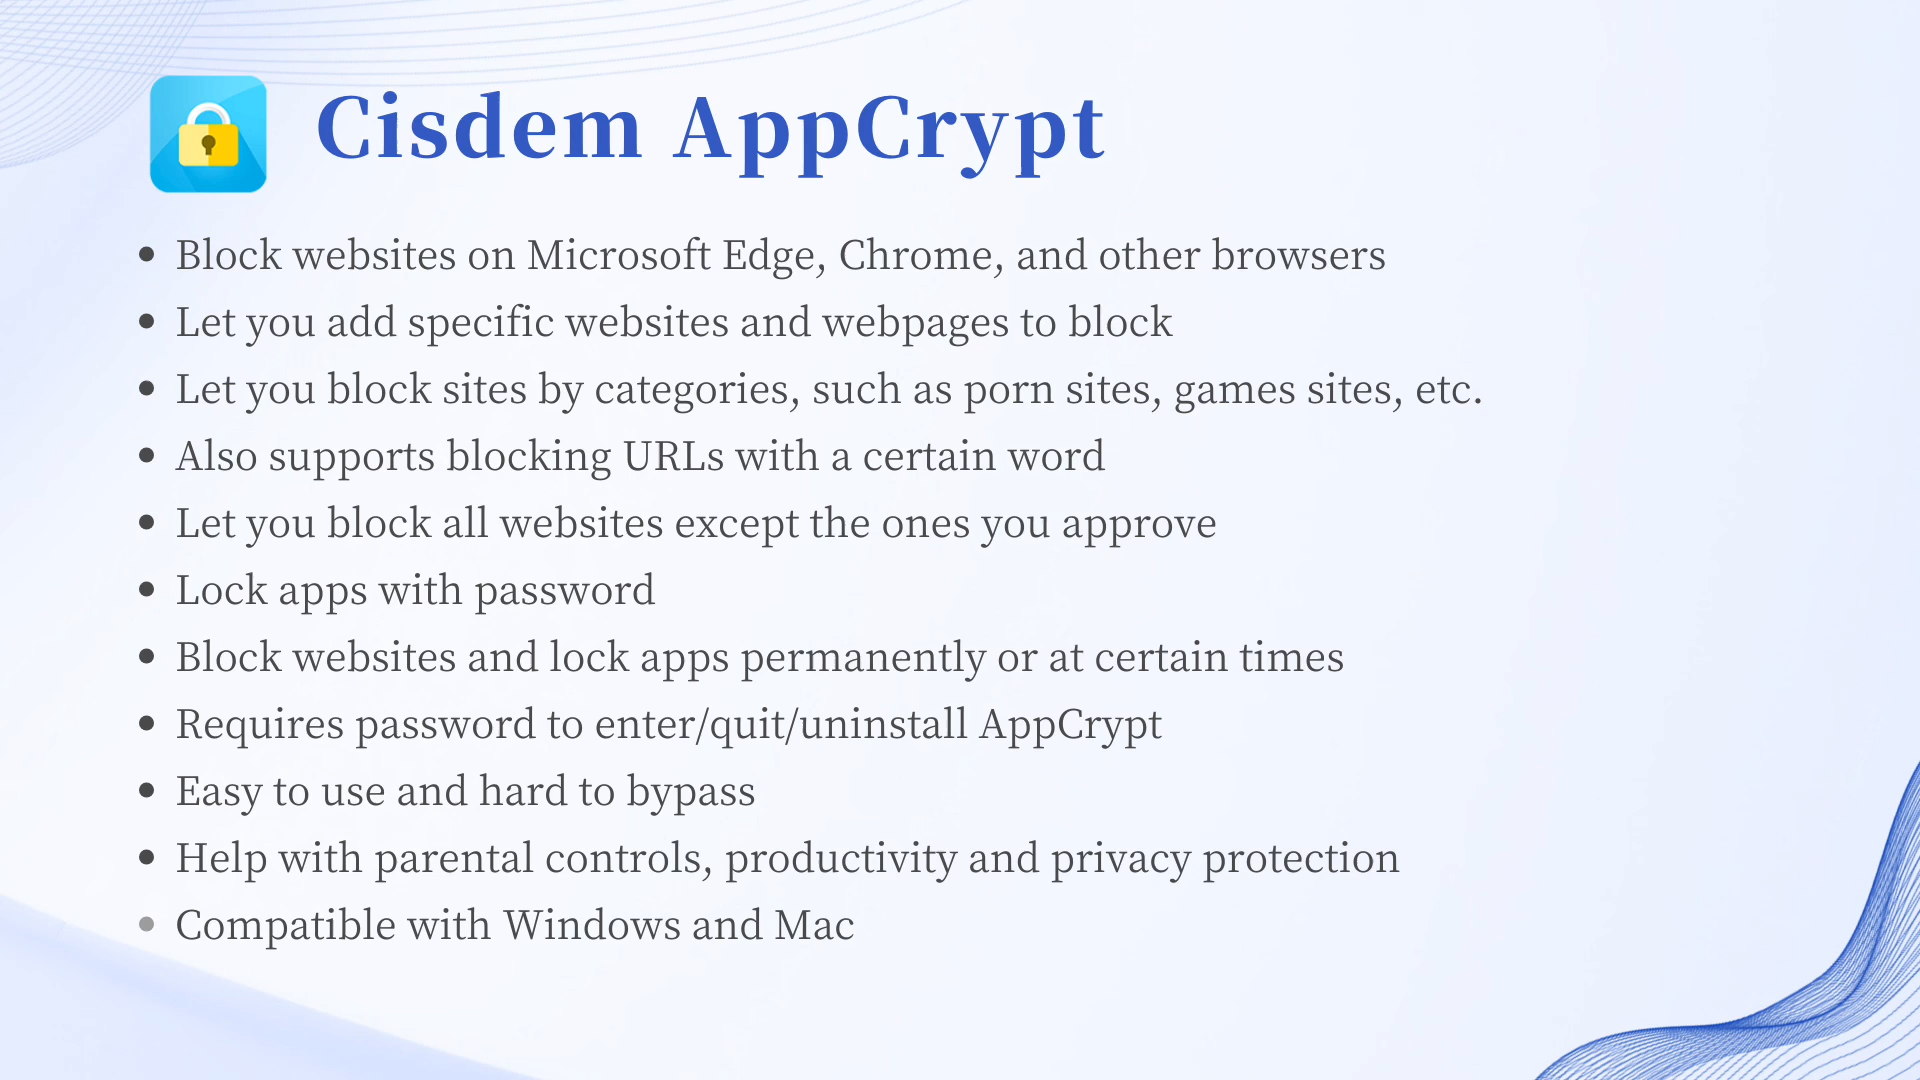 Cisdem AppCrypt
• Block websites on Microsoft Edge, Chrome, and other browsers
• Let you add specific websites and webpages to block
• Let you block sites by categories, such as porn sites, games sites, etc.
• Also supports blocking URLs with a certain word
• Let you block all websites except the ones you approve
• Lock apps with password
• Block websites and lock apps permanently or at certain times
• Requires password to enter/quit/uninstall AppCrypt
• Easy to use and hard to bypass
• Help with parental controls, productivity and privacy protection
• Compatible with Windows and Mac